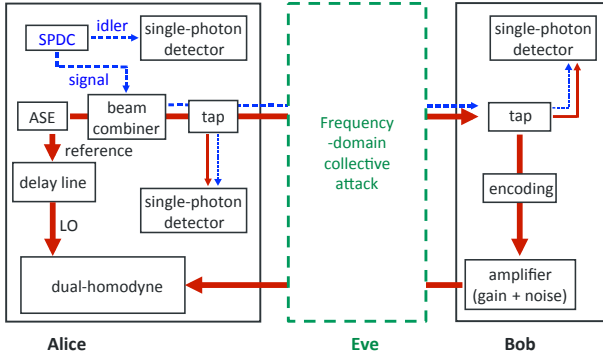 SPDC
idler
single-photon
detector
signal
ASE
beam
combiner
tap
reference
delay line
single-photon
detector
LO
dual-homodyne
Alice
Frequency
-domain
collective
attack
Eve
single-photon
detector
tap
encoding
amplifier
(gain + noise)
Bob